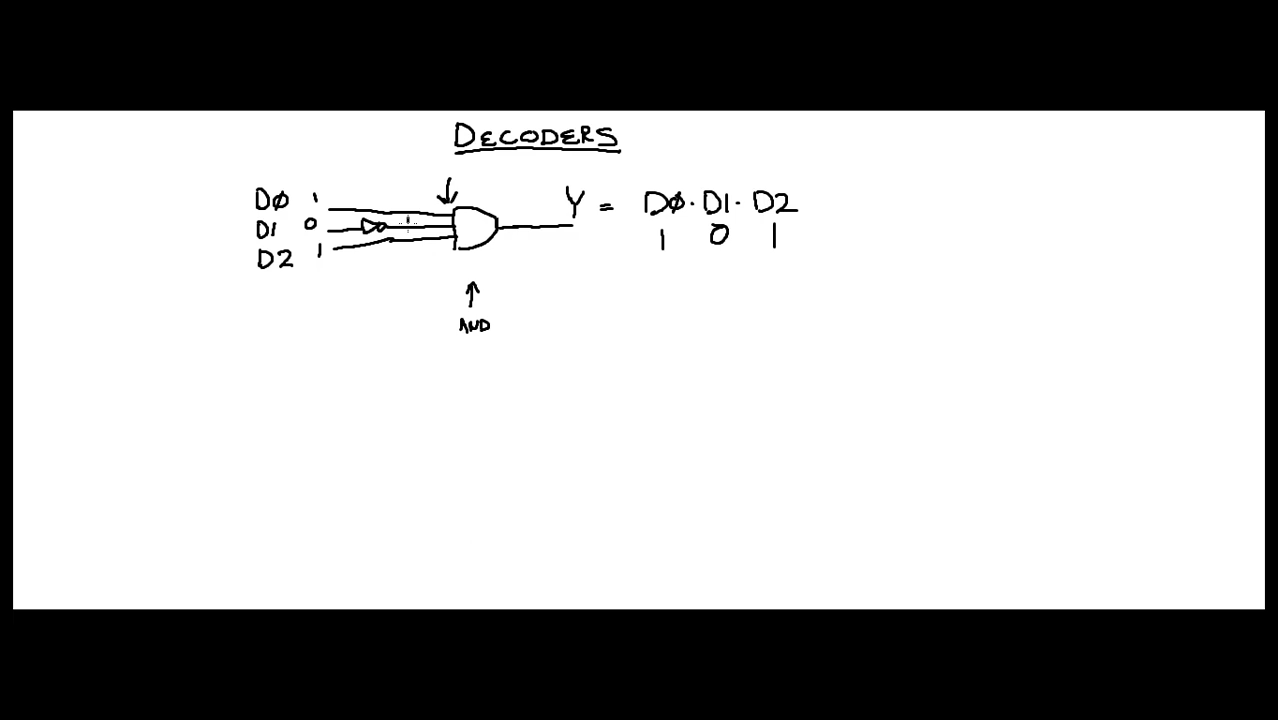 DECODERS
DØ 1
D1 0
D2 1
Y = DØ · D1 · D2
1 0 1
AND